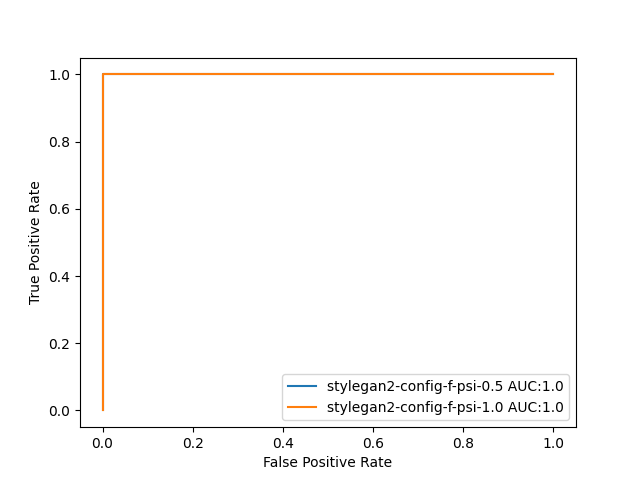 1.0
0.8
0.6
0.4
0.2
0.0
True Positive Rate
stylegan2-config-f-psi-0.5 AUC:1.0
stylegan2-config-f-psi-1.0 AUC:1.0
0.0 0.2 0.4 0.6 0.8 1.0
False Positive Rate